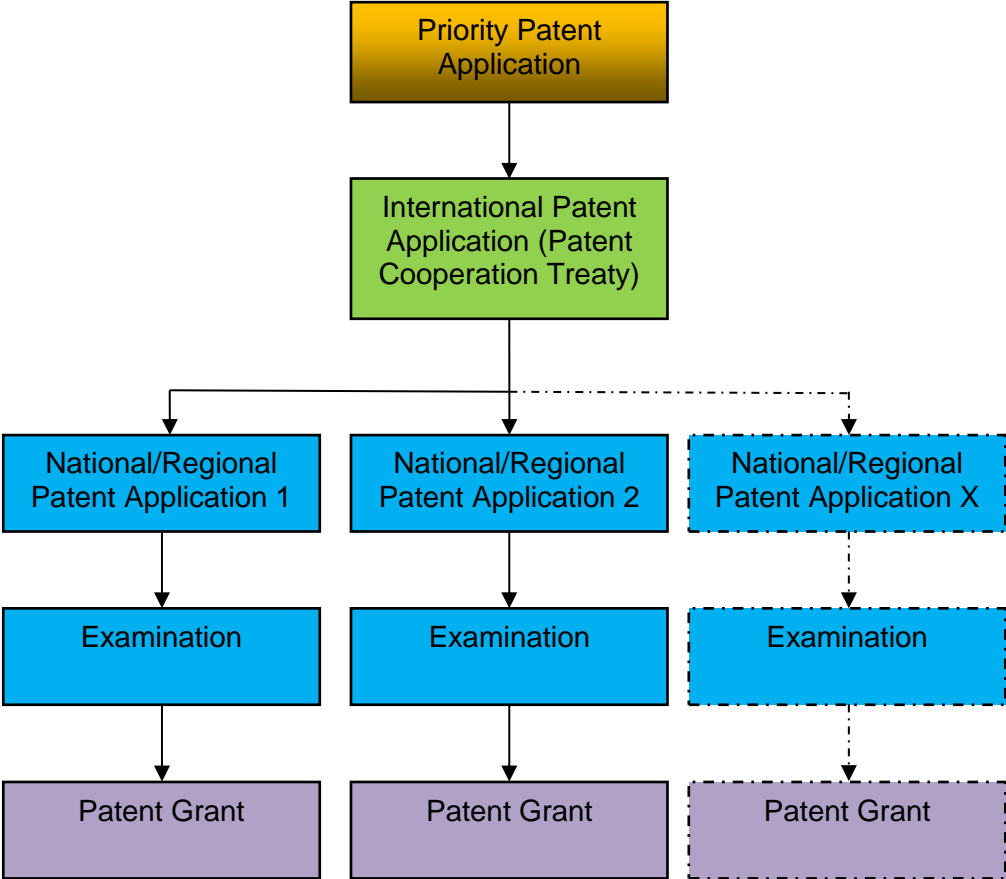 Priority Patent
Application
International Patent
Application (Patent
Cooperation Treaty)
National/Regional
Patent Application 1
National/Regional
Patent Application 2
National/Regional
Patent Application X
Examination
Examination
Examination
Patent Grant
Patent Grant
Patent Grant